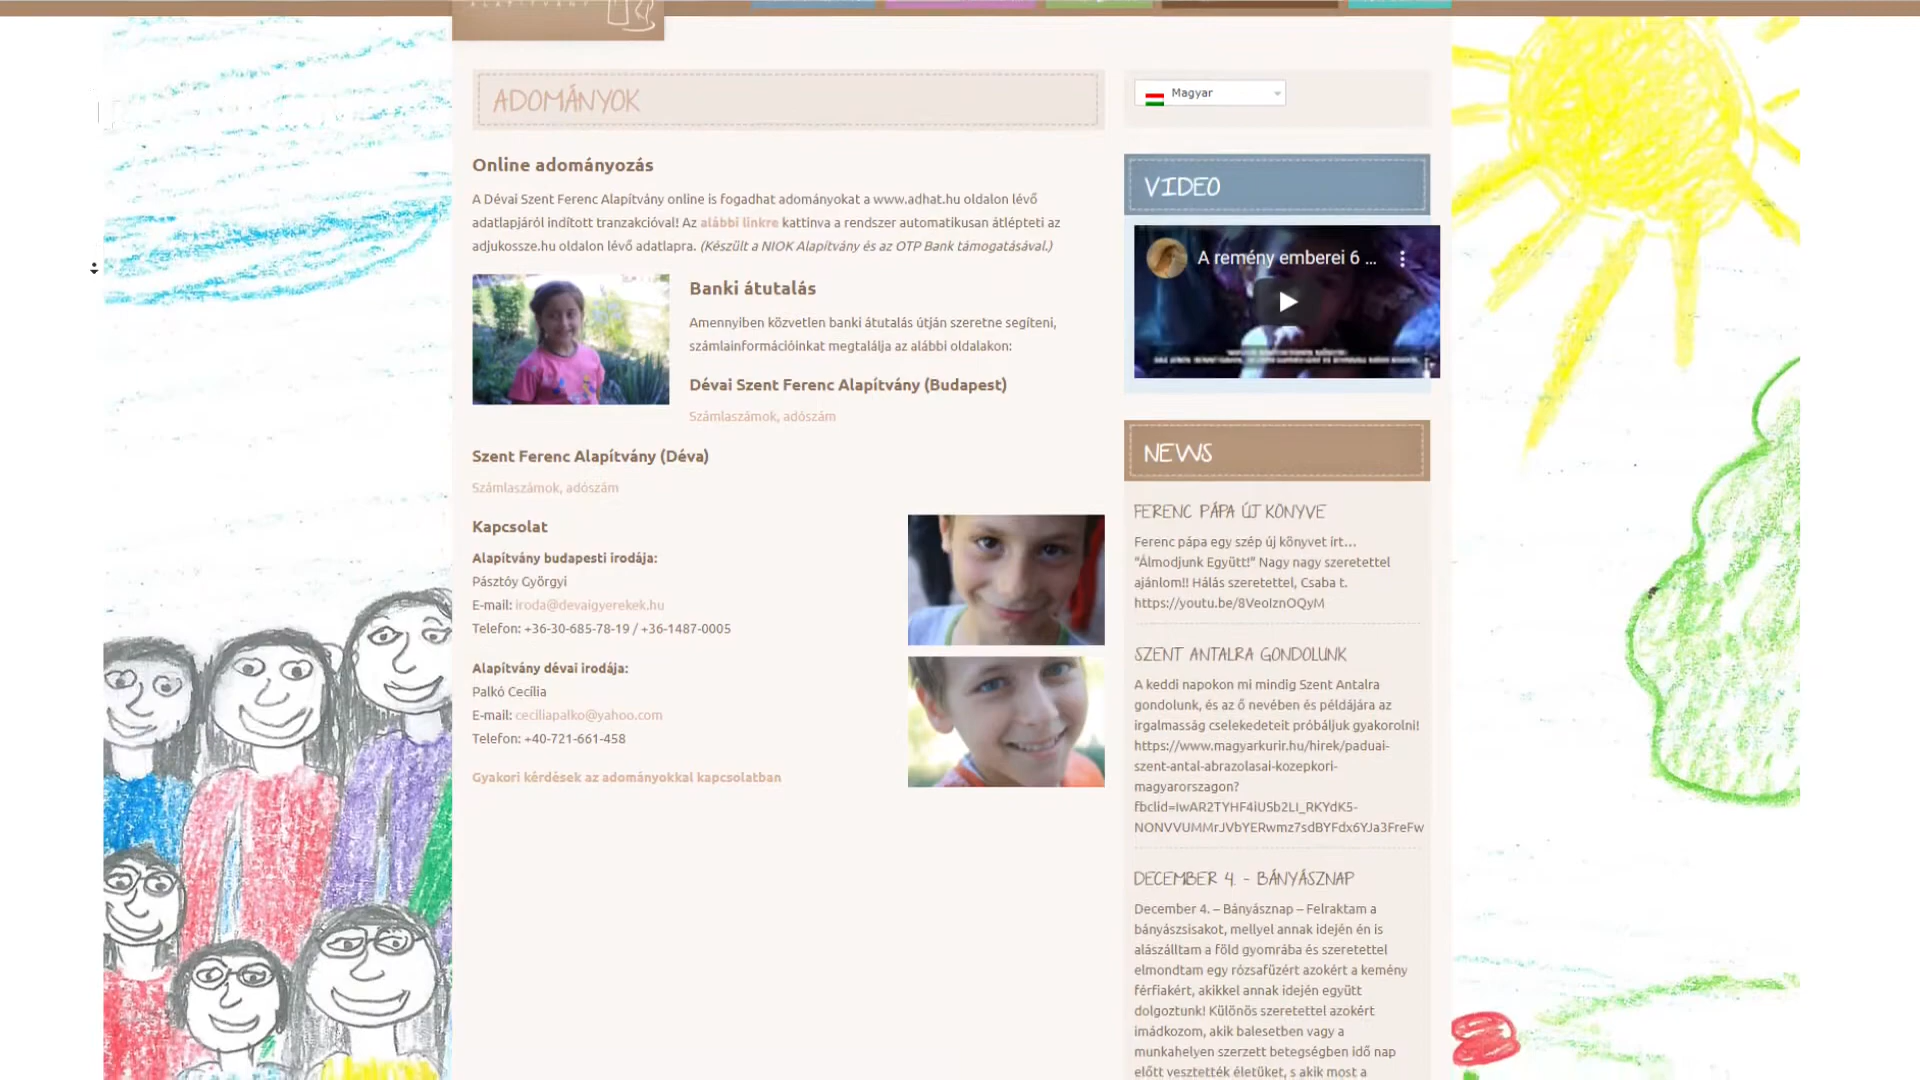 ALAPÍTVÁNY
ADOMÁNYOK
Online adományozás
A Dévai Szent Ferenc Alapítvány online is fogadhat adományokat a www.adhat.hu oldalon lévő
adatlapjáról indított tranzakcióval! Az alábbi linkre kattinva a rendszer automatikusan átlépteti az
adjukossze.hu oldalon lévő adatlapra. (Készült a NIOK Alapítvány és az OTP Bank támogatásával.)
Banki átutalás
Amennyiben közvetlen banki átutalás útján szeretne segíteni,
számlainformációinkat megtalálja az alábbi oldalakon:
Dévai Szent Ferenc Alapítvány (Budapest)
Számlaszámok, adószám
Szent Ferenc Alapítvány (Déva)
Számlaszámok, adószám
Kapcsolat
Alapítvány budapesti irodája:
Pásztóy Györgyi
E-mail: iroda@devaigyerekek.hu
Telefon: +36-30-685-78-19 / +36-1487-0005
Alapítvány dévai irodája:
Palkó Cecília
E-mail: ceciliapalko@yahoo.com
Telefon: +40-721-661-458
Gyakori kérdések az adományokkal kapcsolatban
Magyar
VIDEO
A remény emberei 6 ...
NEWS
FERENC PÁPA ÚJ KÖNYVE
Ferenc pápa egy szép új könyvet írt…
"Álmodjunk Együtt!" Nagy nagy szeretettel
ajánlom!! Hálás szeretettel, Csaba t.
https://youtu.be/8VeoIznOQyM
SZENT ANTALRA GONDOLUNK
A keddi napokon mi mindig Szent Antalra
gondolunk, és az ő nevében és példájára az
irgalmasság cselekedeteit próbáljuk gyakorolni!
https://www.magyarkurir.hu/hirek/paduai-
szent-antal-abrazolasai-kozepkori-
magyarorszagon?
fbclid=IwAR2TYHF4iUSb2LI_RKYdK5-
NONVVUMMrJVbYERwmz7sdBYFdx6YJa3FreFw
DECEMBER 4. – BÁNYÁSZNAP
December 4. – Bányásznap – Felraktam a
bányászsisakot, mellyel annak idején én is
alászálltam a föld gyomrába és szeretettel
elmondtam egy rózsafüzért azokért a kemény
férfiakért, akikkel annak idején együtt
dolgoztunk! Különös szeretettel azokért
imádkozom, akik balesetben vagy a
munkahelyen szerzett betegségben idő nap
előtt vesztették életüket, s akik most a